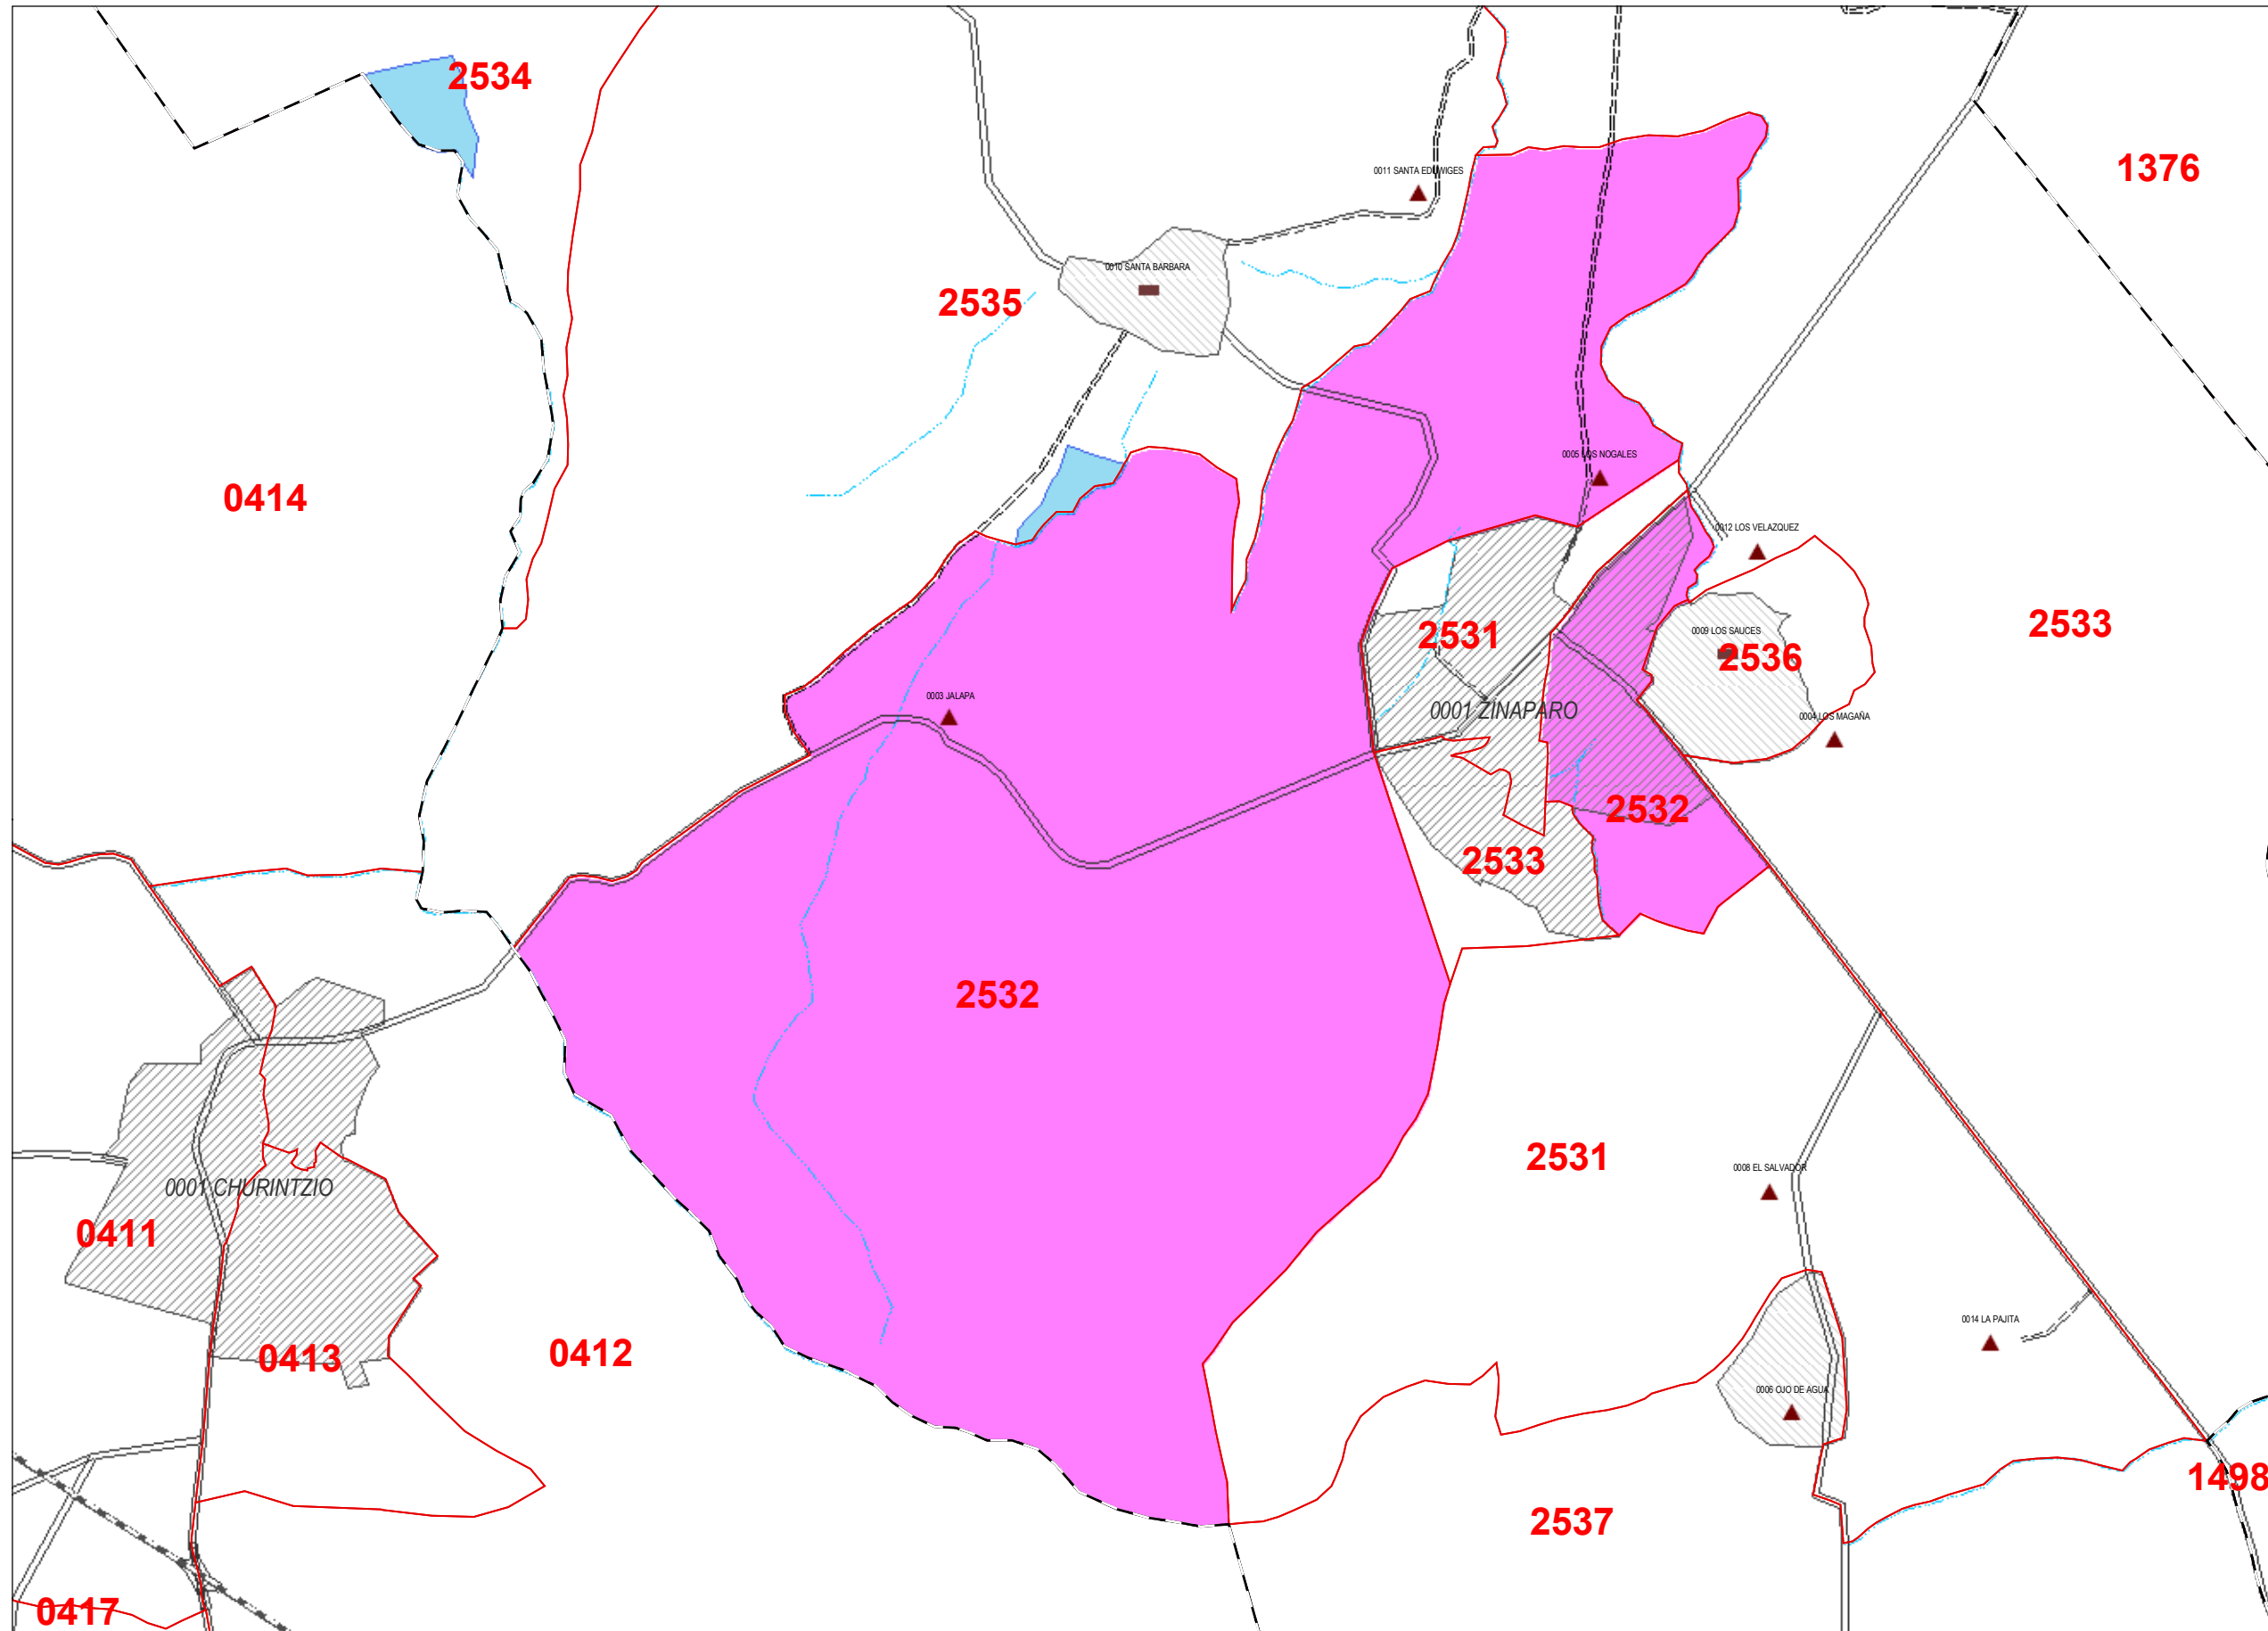 2534
1376
0011 SANTA EDUWIGES
0010 SANTA BARBARA
2535
0005 LOS NOGALES
0414
0012 LOS VELAZQUEZ
2533
2531
0009 LOS SAUCES
2536
0003 JALAPA
0001 ZINAPARO
0004 LOS MAGAÑA
2532
2533
2532
2531
0008 EL SALVADOR
0001 CHURINTZIO
0411
0014 LA PAJITA
0412
0413
0006 OJO DE AGUA
1498
2537
0417